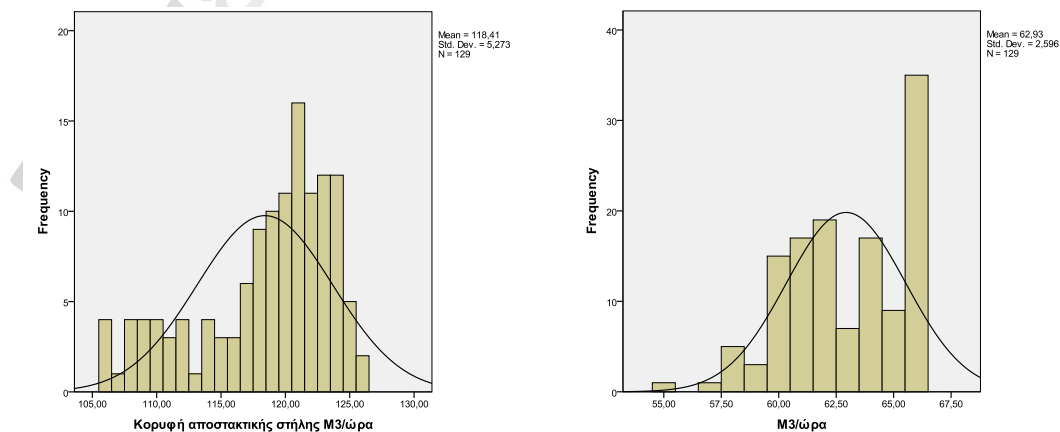 Mean = 118,41
Std. Dev. = 5,273
N = 129
20
15
10
5
0
Frequency
105,00 110,00 115,00 120,00 125,00 130,00
Κορυφή αποστακτικής στήλης Μ3/ώρα
Mean = 62,93
Std. Dev. = 2,596
N = 129
40
30
20
10
0
Frequency
55,00 57,50 60,00 62,50 65,00 67,50
Μ3/ώρα